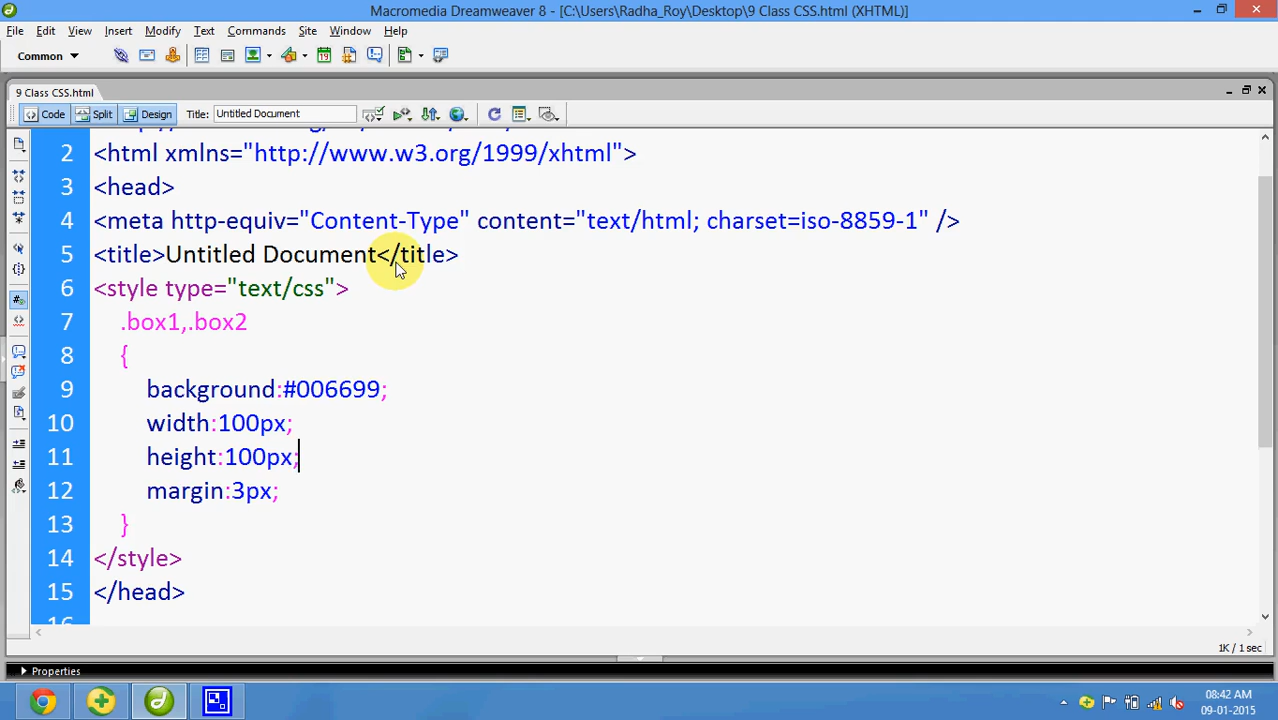 Macromedia Dreamweaver 8 - [C:\Users\Radha_Roy\Desktop\9 Class CSS.html (XHTML)]
File Edit View Insert Modify Text Commands Site Window Help
Common
9 Class CSS.html
Code Split Design Title: Untitled Document
2 <html xmlns="http://www.w3.org/1999/xhtml">
3 <head>
4 <meta http-equiv="Content-Type" content="text/html; charset=iso-8859-1" />
5 <title>Untitled Document</title>
6 <style type="text/css">
7 .box1,.box2
8 {
9 background:#006699;
10 width:100px;
11 height:100px;
12 margin:3px;
13 }
14 </style>
15 </head>
16
1K / 1 sec
Properties
08:42 AM
09-01-2015